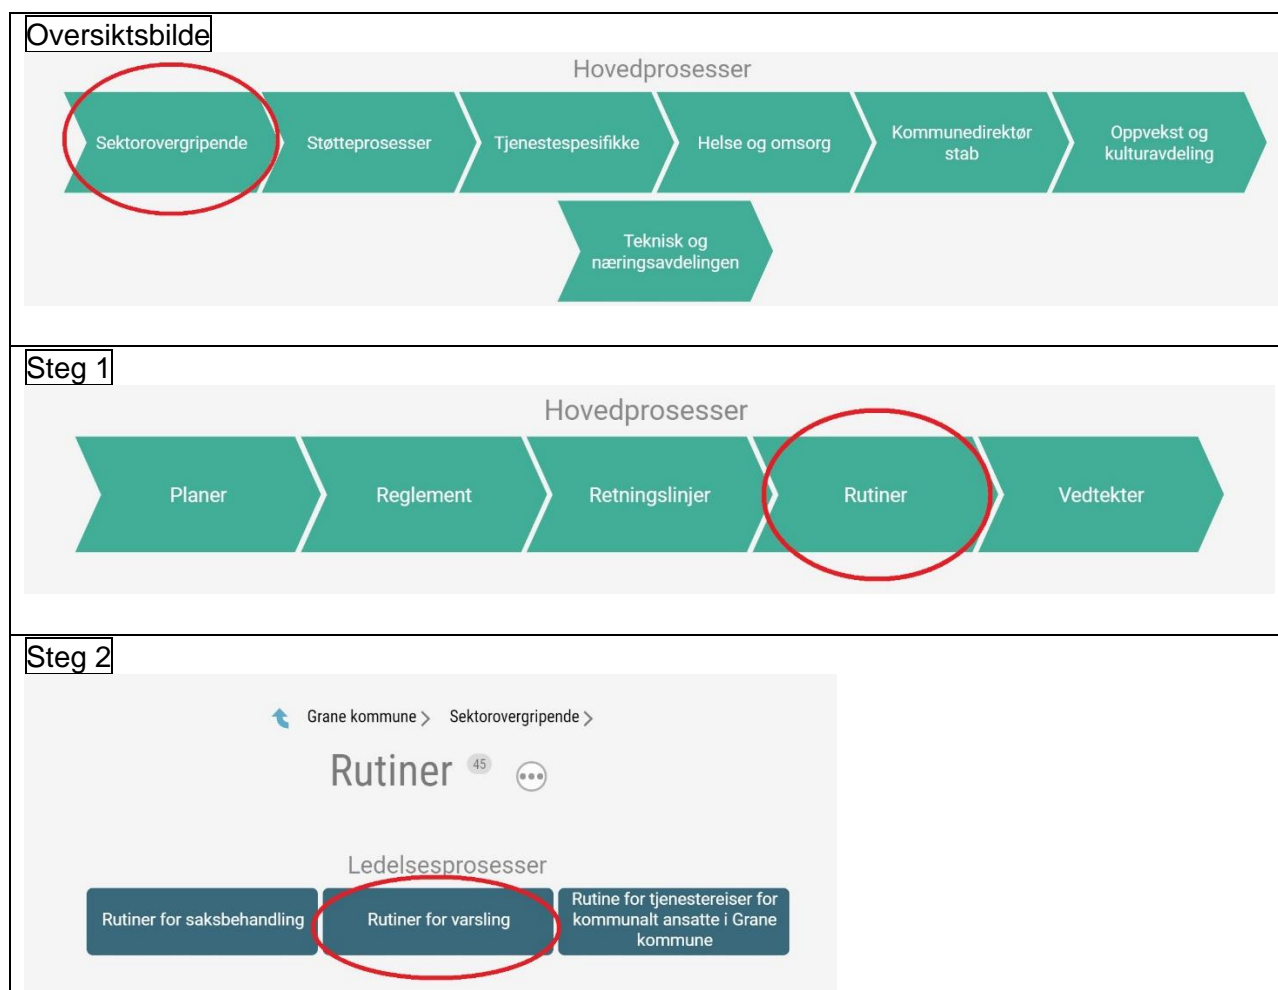 Oversiktsbilde
Hovedprosesser
Sektorovergripende
Støtteprosesser
Tjenestespesifikke
Helse og omsorg
Kommunedirektør
stab
Oppvekst og
kulturavdeling
Teknisk og
næringsavdelingen
Steg 1
Hovedprosesser
Planer
Reglement
Retningslinjer
Rutiner
Vedtekter
Steg 2
Grane kommune > Sektorovergripende >
Rutiner 45
Ledelsesprosesser
Rutiner for saksbehandling
Rutiner for varsling
Rutine for tjenestereiser for
kommunalt ansatte i Grane
kommune